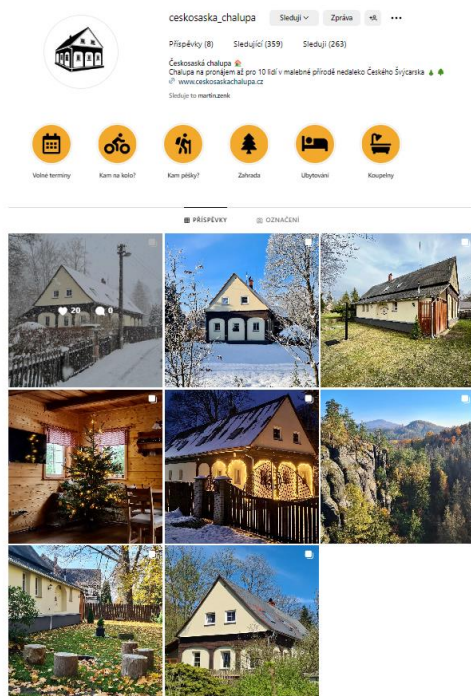 ceskosaska_chalupa Sleduji Zpráva
Příspěvky (8) Sledující (359) Sleduji (263)
Českosaská chalupa
Chalupa na pronájem až pro 10 lidí v malebné přírodě nedaleko Českého Švýcarska
www.ceskosaskachalupa.cz
Sleduje to martin.zenk
Volné termíny Kam na kolo? Kam pěšky? Zahrada Ubytování Koupelny
PŘÍSPĚVKY OZNAČENÍ
20 0